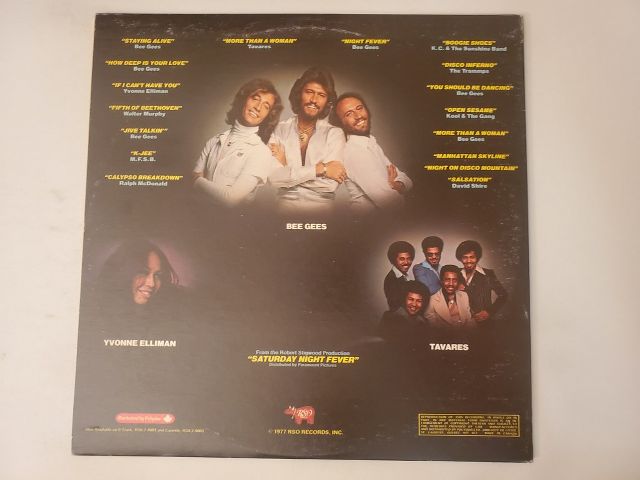 "STAYING ALIVE"
Bee Gees
"HOW DEEP IS YOUR LOVE"
Bee Gees
"IF I CAN'T HAVE YOU"
Yvonne Elliman
"FIFTH OF BEETHOVEN"
Walter Murphy
"JIVE TALKIN'"
Bee Gees
"K-JEE"
M.F.S.B.
"CALYPSO BREAKDOWN"
Ralph McDonald
"MORE THAN A WOMAN"
Tavares
"NIGHT FEVER"
Bee Gees
"BOOGIE SHOES"
K.C. & The Sunshine Band
"DISCO INFERNO"
The Trammps
"YOU SHOULD BE DANCING"
Bee Gees
"OPEN SESAME"
Kool & The Gang
"MORE THAN A WOMAN"
Bee Gees
"MANHATTAN SKYLINE"
"NIGHT ON DISCO MOUNTAIN"
"SALSATION"
David Shire
BEE GEES
YVONNE ELLIMAN
TAVARES
From the Robert Stigwood Production
"SATURDAY NIGHT FEVER"
Distributed by Paramount Pictures
RSO
© 1977 RSO RECORDS, INC.
Distributed by Polydor